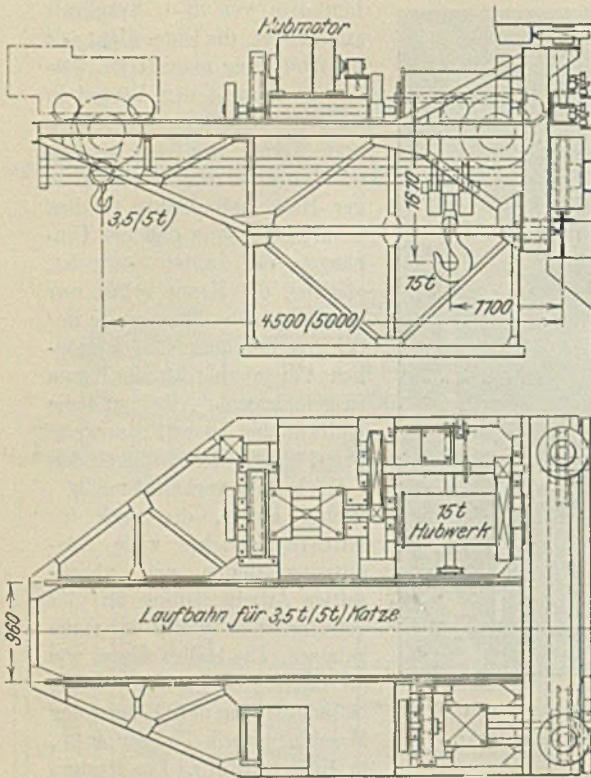 Hubmotor
3,5(5t)
1670
15t
1100
4500(5000)
15t
Hubwerk
960
Laufbahn für 3,5t(5t)Katze